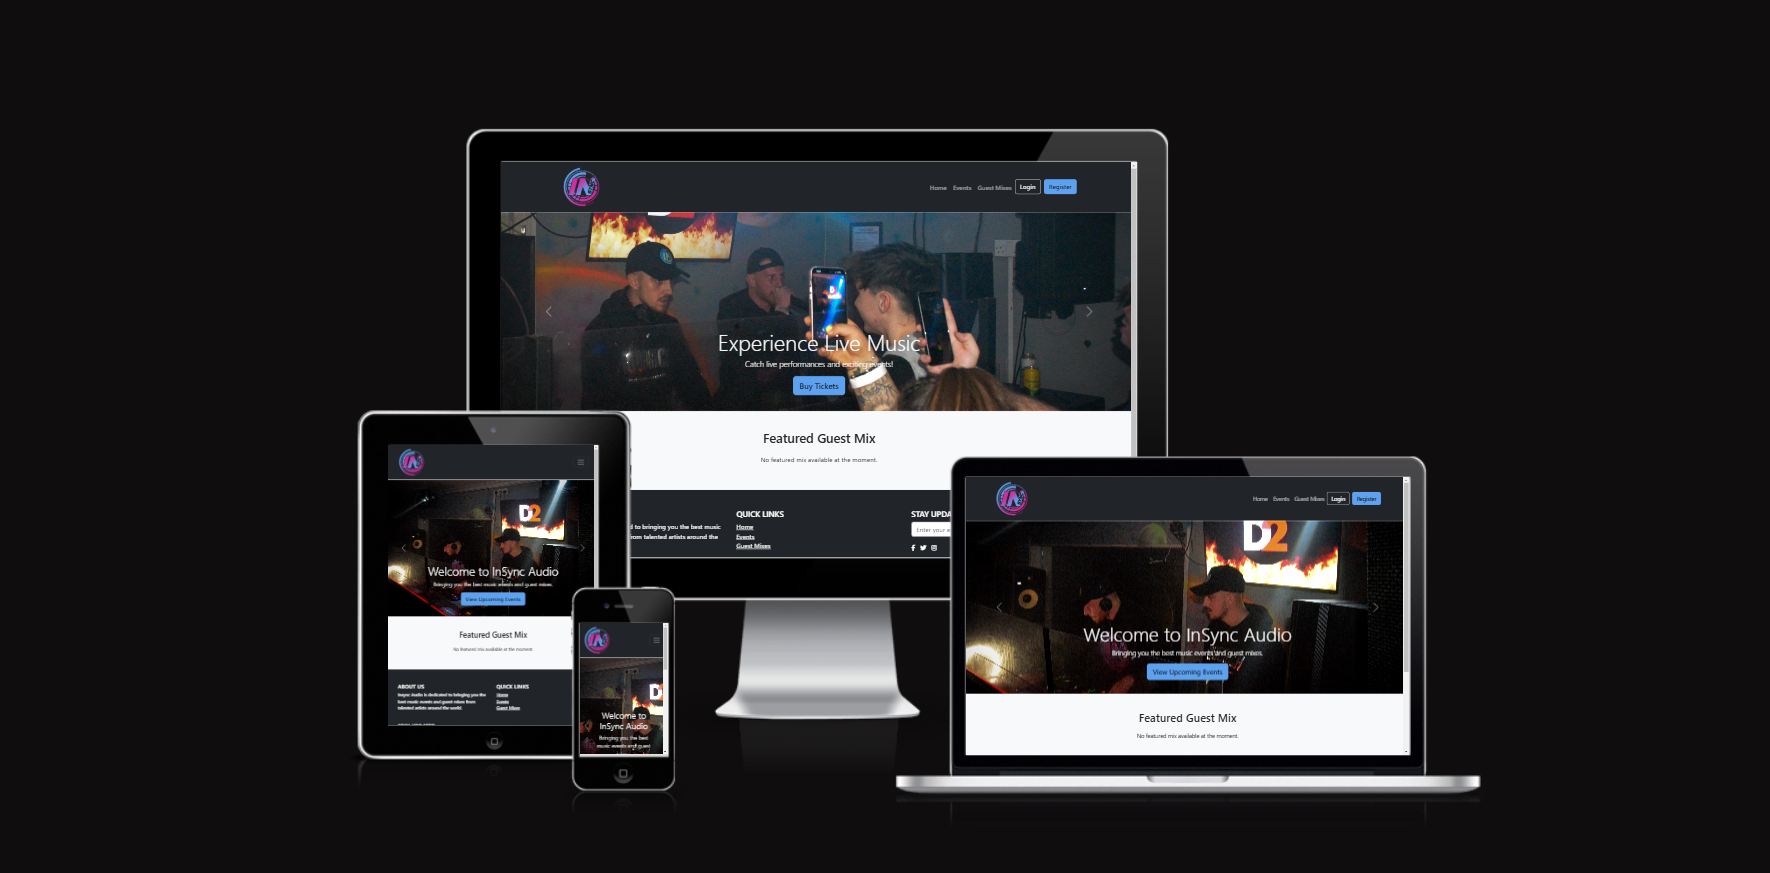 Home Events Guest Mixes Login Register
D2
Experience Live Music
Catch live performances and exciting events!
Buy Tickets
Featured Guest Mix
No featured mix available at the moment.
d to bringing you the best music
from talented artists around the
QUICK LINKS
Home
Events
Guest Mixes
STAY UPDA
Enter your e
D2
Welcome to InSync Audio
Bringing you the best music events and guest mixes.
View Upcoming Events
Featured Guest Mix
No featured mix available at the moment.
ABOUT US
Insync Audio is dedicated to bringing you the
best music events and guest mixes from
talented artists around the world.
QUICK LINKS
Home
Events
Guest Mixes
D2
Welcome to
InSync Audio
Bringing you the best
music events and guest
Home Events Guest Mixes Login Register
D2
Welcome to InSync Audio
Bringing you the best music events and guest mixes.
View Upcoming Events
Featured Guest Mix
No featured mix available at the moment.